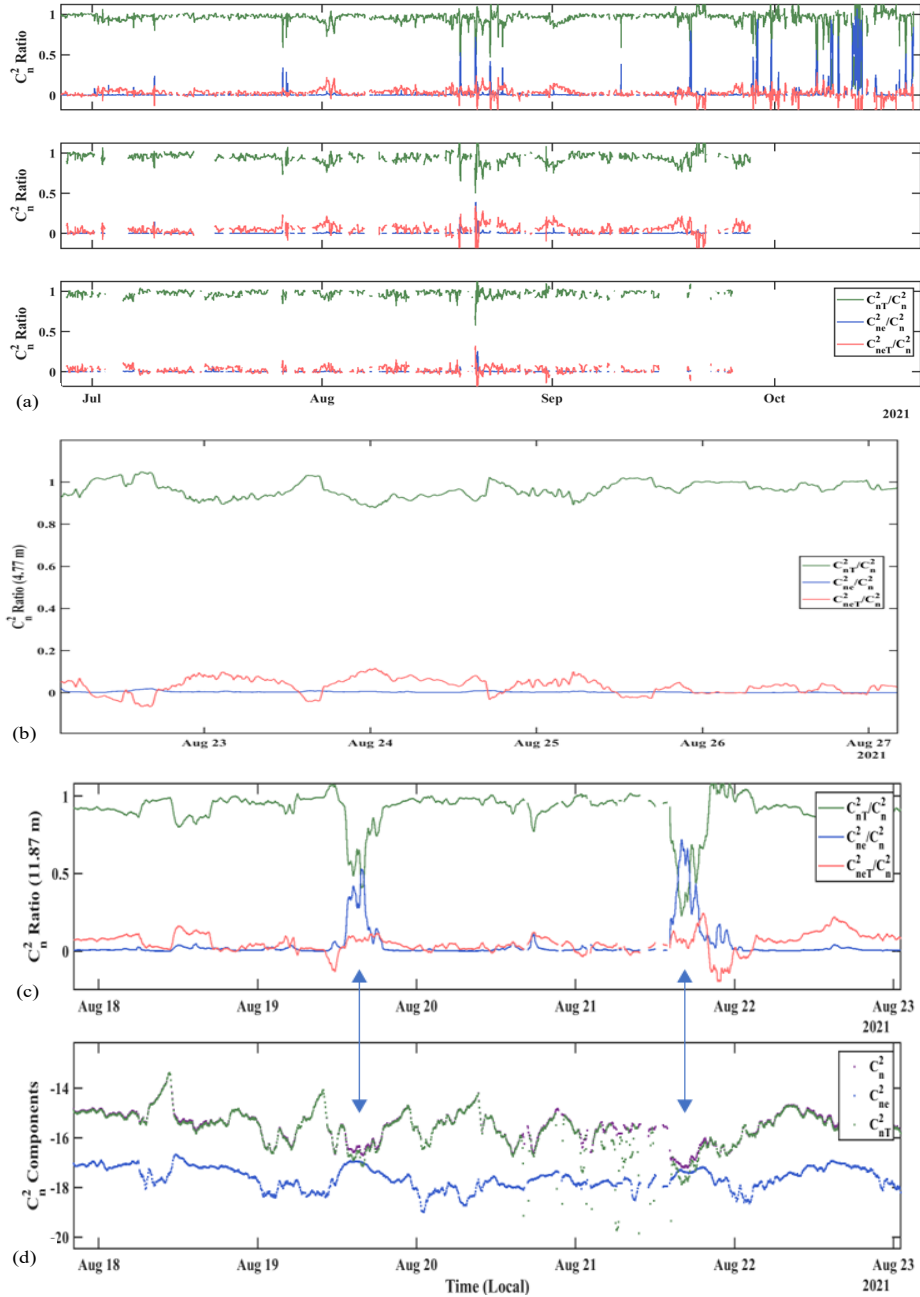 1
C²ₙ Ratio
0.5
0
1
C²ₙ Ratio
0.5
0
1
C²ₙ Ratio
0.5
0
C²ₙT/C²ₙ
C²ₙe/C²ₙ
C²ₙeT/C²ₙ
(a)
Jul Aug Sep Oct
2021
1
0.8
0.6
0.4
0.2
0
C²ₙ Ratio (4.77 m)
C²ₙT/C²ₙ
C²ₙe/C²ₙ
C²ₙeT/C²ₙ
(b)
Aug 23 Aug 24 Aug 25 Aug 26 Aug 27
2021
1
0.5
0
C²ₙ Ratio (11.87 m)
C²ₙT/C²ₙ
C²ₙe/C²ₙ
C²ₙeT/C²ₙ
(c)
Aug 18 Aug 19 Aug 20 Aug 21 Aug 22 Aug 23
2021
-14
-16
-18
-20
C²ₙ Components
C²ₙ
C²ₙe
C²ₙT
(d)
Aug 18 Aug 19 Aug 20 Aug 21 Aug 22 Aug 23
Time (Local)
2021